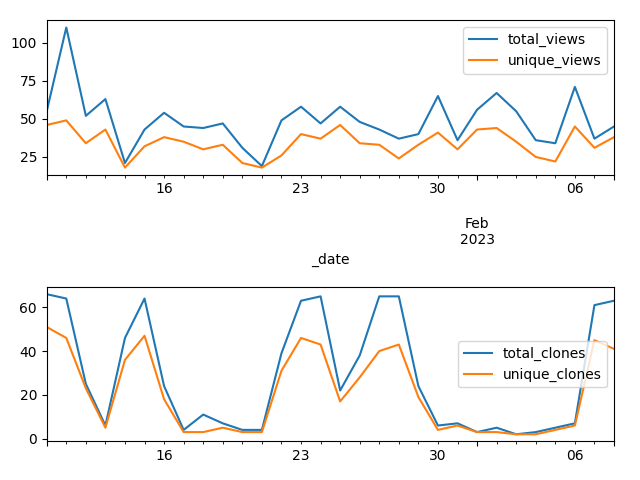 100
75
50
25
total_views
unique_views
16
23
30
06
Feb
2023
_date
60
40
20
0
total_clones
unique_clones
16
23
30
06